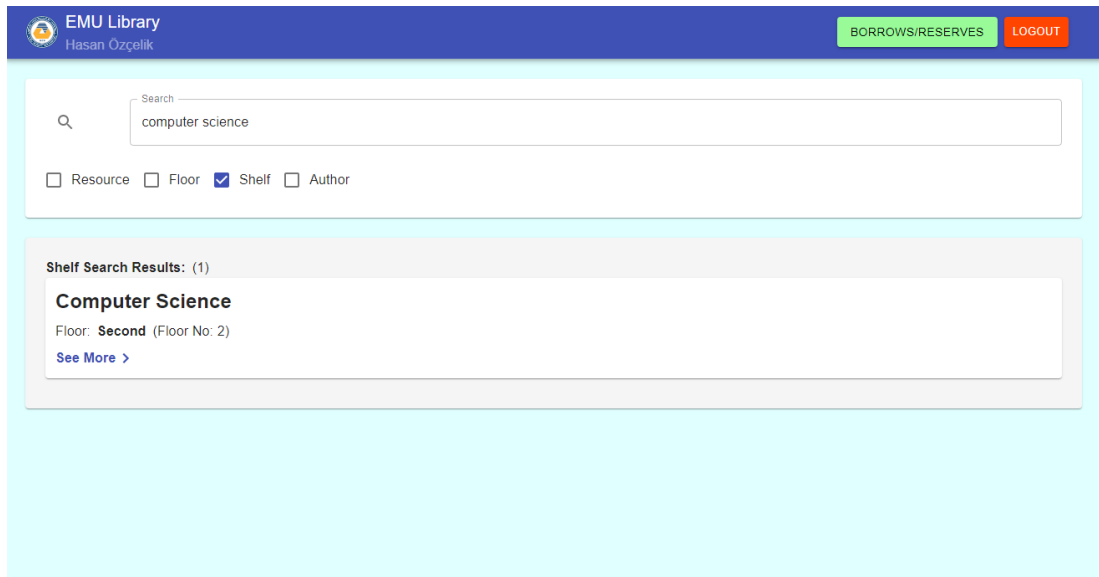 EMU Library
Hasan Özçelik
BORROWS/RESERVES
LOGOUT
Search
computer science
Resource Floor Shelf Author
Shelf Search Results: (1)
Computer Science
Floor: Second (Floor No: 2)
See More >